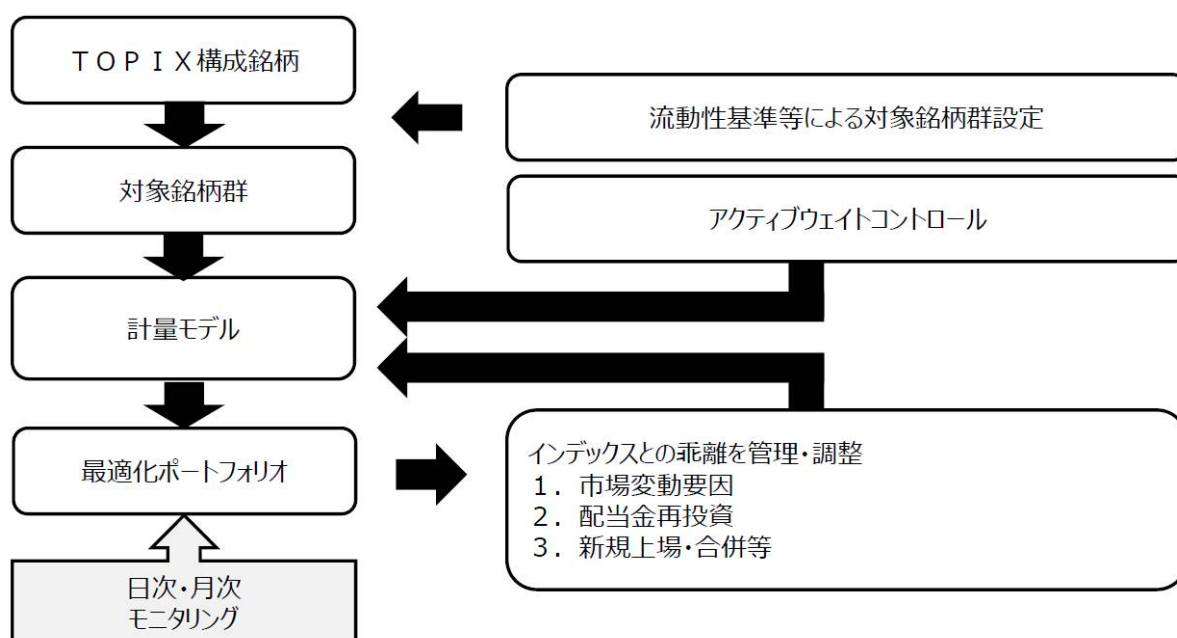 ＴＯＰＩＸ構成銘柄
流動性基準等による対象銘柄群設定
対象銘柄群
アクティブウェイトコントロール
計量モデル
最適化ポートフォリオ
インデックスとの乖離を管理・調整
１．市場変動要因
２．配当金再投資
３．新規上場・合併等
日次・月次
モニタリング